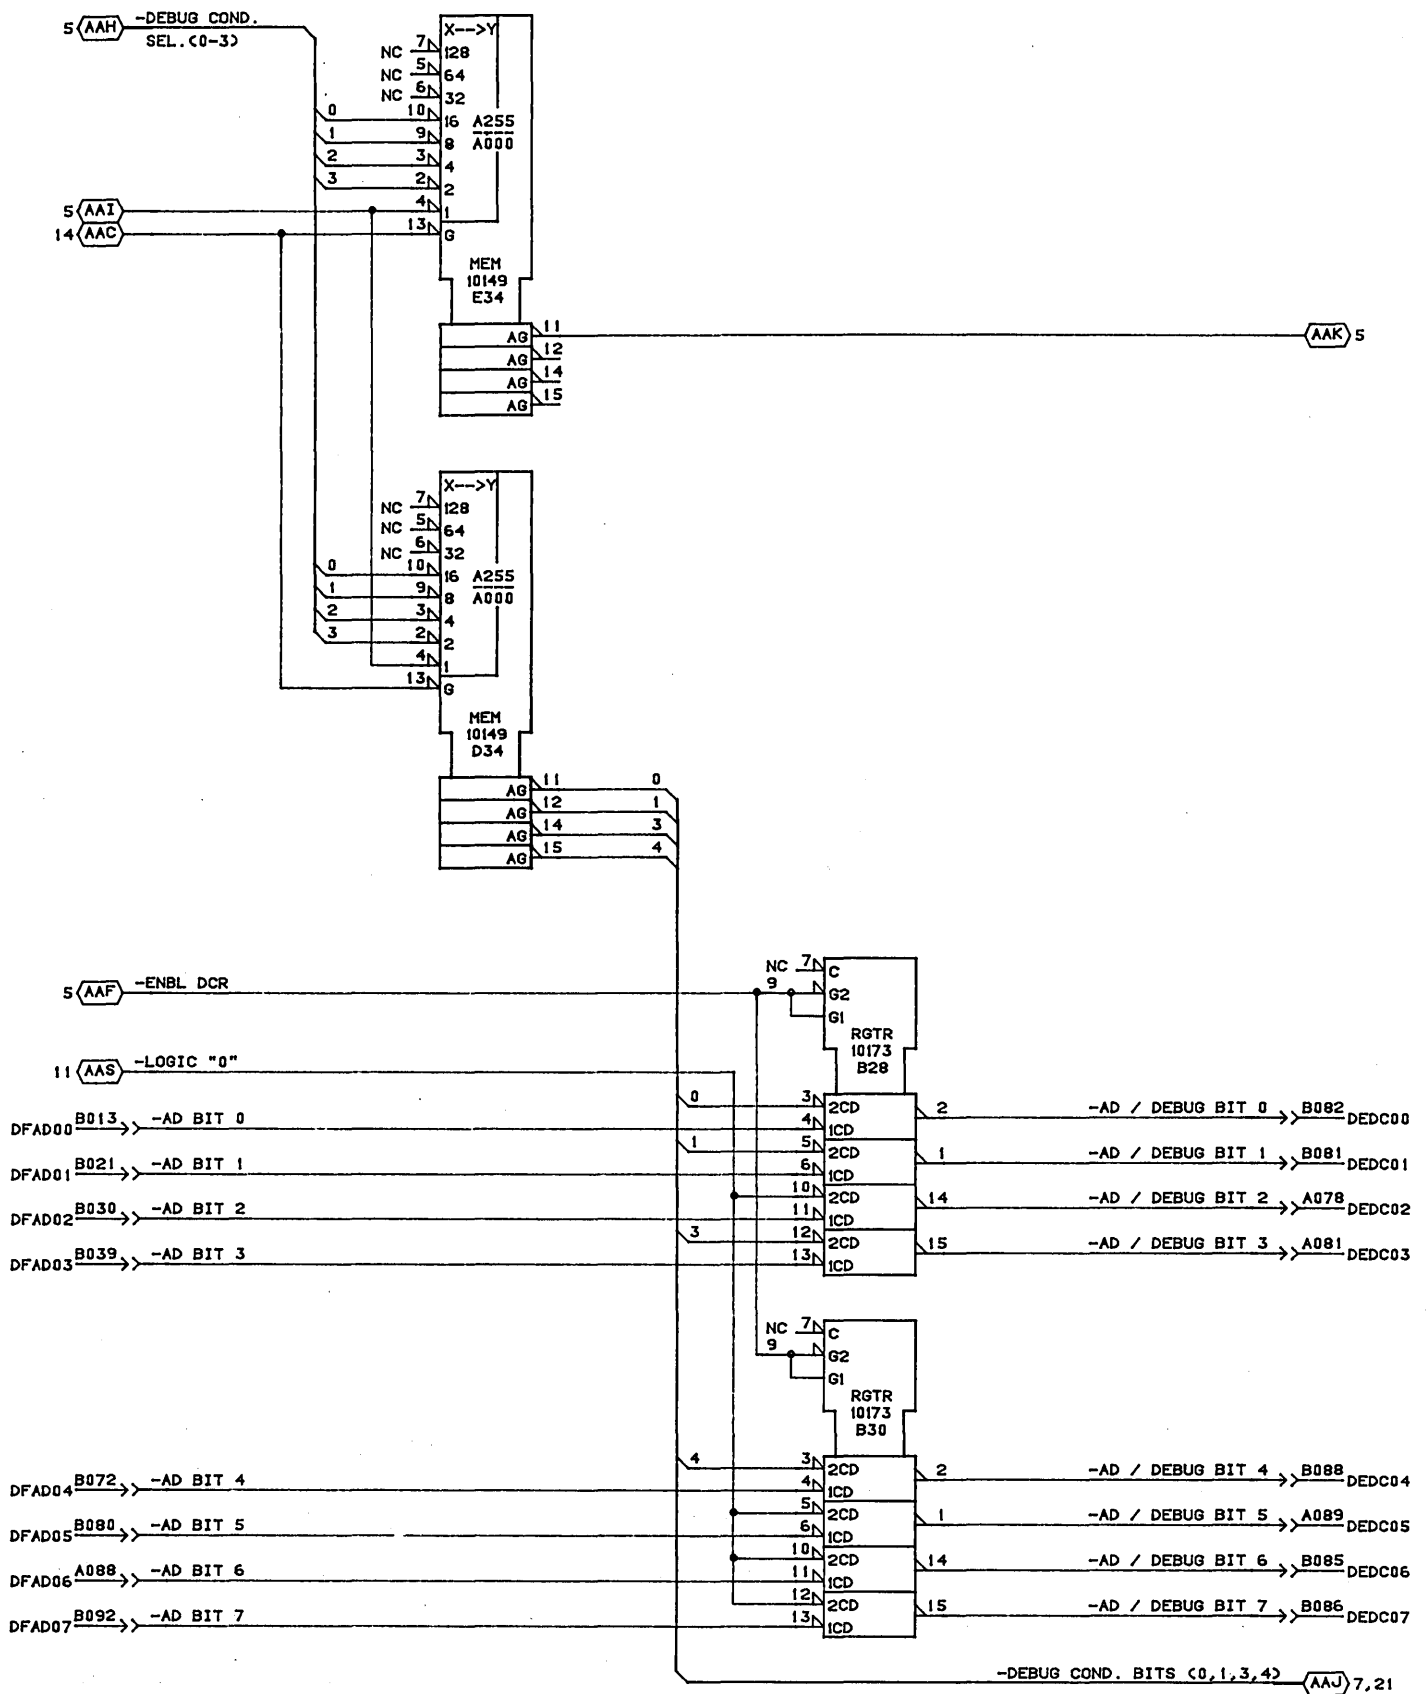 5 AAH -DEBUG COND.
SEL.(0-3)
X-->Y
NC 7 128
NC 5 64
NC 6 32
0 10 16 A255
1 9 8 A000
2 3 4
3 2 2
5 AAI 4 1
14 AAC 13 G
MEM
10149
E34
AG 11 AAK 5
AG 12
AG 14
AG 15
X-->Y
NC 7 128
NC 5 64
NC 6 32
0 10 16 A255
1 9 8 A000
2 3 4
3 2 2
4 1
13 G
MEM
10149
D34
AG 11 0
AG 12 1
AG 14 3
AG 15 4
NC 7 C
5 AAF -ENBL DCR 9 G2
G1
RGTR
10173
B28
11 AAS -LOGIC "0"
0 3 2CD 2 -AD / DEBUG BIT 0 B082 DEDC00
DFAD00 B013 -AD BIT 0 4 1CD
1 5 2CD 1 -AD / DEBUG BIT 1 B081 DEDC01
DFAD01 B021 -AD BIT 1 6 1CD
10 2CD 14 -AD / DEBUG BIT 2 A078 DEDC02
DFAD02 B030 -AD BIT 2 11 1CD
3 12 2CD 15 -AD / DEBUG BIT 3 A081 DEDC03
DFAD03 B039 -AD BIT 3 13 1CD
NC 7 C
9 G2
G1
RGTR
10173
B30
4 3 2CD 2 -AD / DEBUG BIT 4 B088 DEDC04
DFAD04 B072 -AD BIT 4 4 1CD
5 2CD 1 -AD / DEBUG BIT 5 A089 DEDC05
DFAD05 B080 -AD BIT 5 6 1CD
10 2CD 14 -AD / DEBUG BIT 6 B085 DEDC06
DFAD06 A088 -AD BIT 6 11 1CD
12 2CD 15 -AD / DEBUG BIT 7 B086 DEDC07
DFAD07 B092 -AD BIT 7 13 1CD
-DEBUG COND. BITS (0,1,3,4) AAJ 7,21